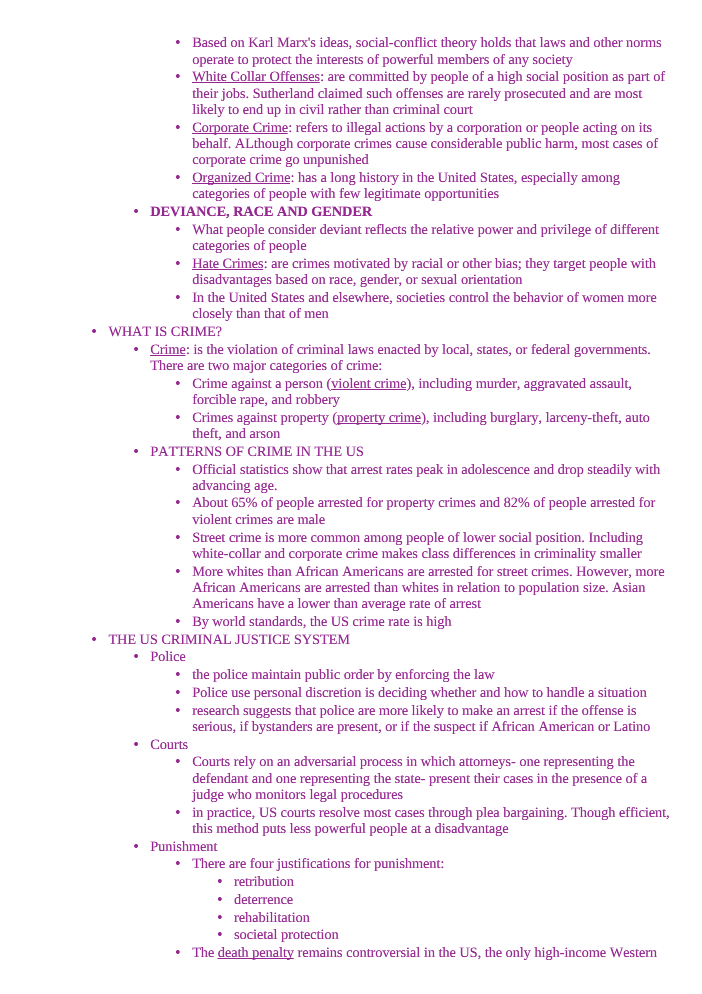 • Based on Karl Marx's ideas, social-conflict theory holds that laws and other norms
operate to protect the interests of powerful members of any society
• White Collar Offenses: are committed by people of a high social position as part of
their jobs. Sutherland claimed such offenses are rarely prosecuted and are most
likely to end up in civil rather than criminal court
• Corporate Crime: refers to illegal actions by a corporation or people acting on its
behalf. ALthough corporate crimes cause considerable public harm, most cases of
corporate crime go unpunished
• Organized Crime: has a long history in the United States, especially among
categories of people with few legitimate opportunities
• DEVIANCE, RACE AND GENDER
• What people consider deviant reflects the relative power and privilege of different
categories of people
• Hate Crimes: are crimes motivated by racial or other bias; they target people with
disadvantages based on race, gender, or sexual orientation
• In the United States and elsewhere, societies control the behavior of women more
closely than that of men
• WHAT IS CRIME?
• Crime: is the violation of criminal laws enacted by local, states, or federal governments.
There are two major categories of crime:
• Crime against a person (violent crime), including murder, aggravated assault,
forcible rape, and robbery
• Crimes against property (property crime), including burglary, larceny-theft, auto
theft, and arson
• PATTERNS OF CRIME IN THE US
• Official statistics show that arrest rates peak in adolescence and drop steadily with
advancing age.
• About 65% of people arrested for property crimes and 82% of people arrested for
violent crimes are male
• Street crime is more common among people of lower social position. Including
white-collar and corporate crime makes class differences in criminality smaller
• More whites than African Americans are arrested for street crimes. However, more
African Americans are arrested than whites in relation to population size. Asian
Americans have a lower than average rate of arrest
• By world standards, the US crime rate is high
• THE US CRIMINAL JUSTICE SYSTEM
• Police
• the police maintain public order by enforcing the law
• Police use personal discretion is deciding whether and how to handle a situation
• research suggests that police are more likely to make an arrest if the offense is
serious, if bystanders are present, or if the suspect if African American or Latino
• Courts
• Courts rely on an adversarial process in which attorneys- one representing the
defendant and one representing the state- present their cases in the presence of a
judge who monitors legal procedures
• in practice, US courts resolve most cases through plea bargaining. Though efficient,
this method puts less powerful people at a disadvantage
• Punishment
• There are four justifications for punishment:
• retribution
• deterrence
• rehabilitation
• societal protection
• The death penalty remains controversial in the US, the only high-income Western